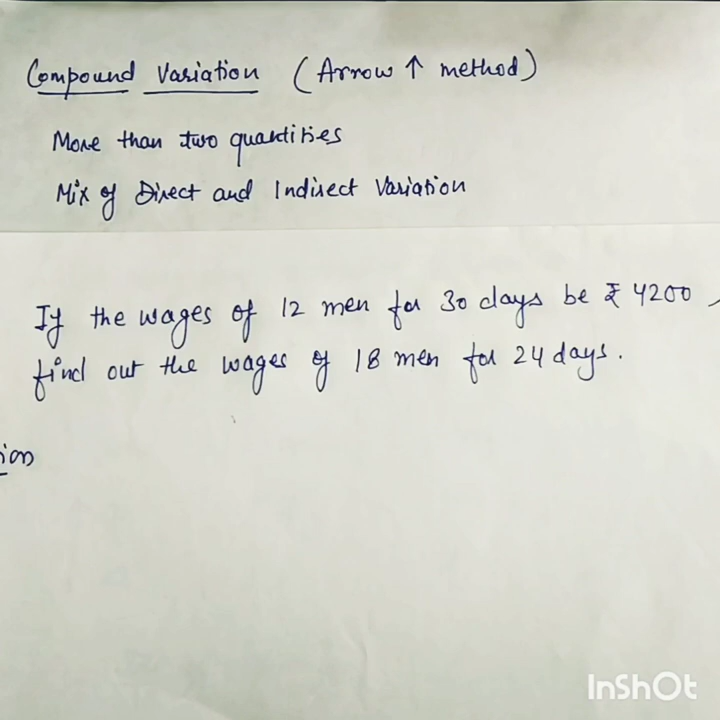 Compound Variation (Arrow ↑ method)
More than two quantities
Mix of Direct and Indirect Variation
If the wages of 12 men for 30 days be ₹ 4200,
find out the wages of 18 men for 24 days.
ion
InShOt